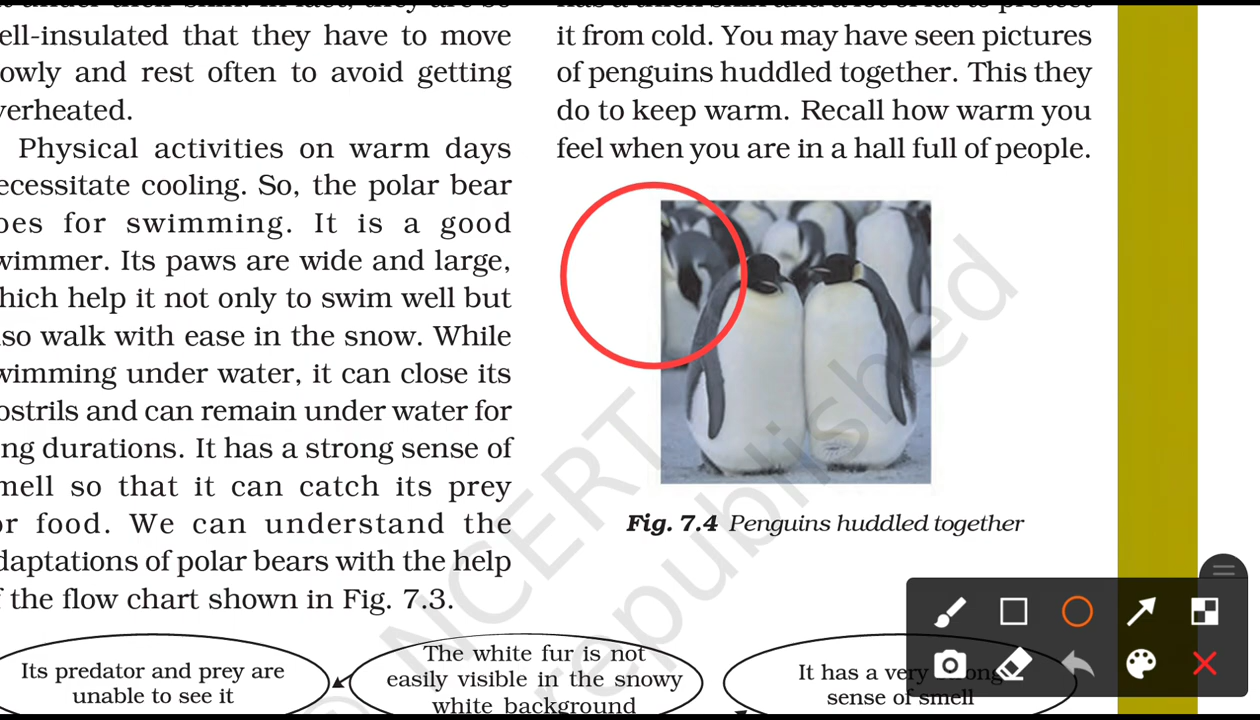 ell-insulated that they have to move
owly and rest often to avoid getting
verheated.
Physical activities on warm days
ecessitate cooling. So, the polar bear
oes for swimming. It is a good
wimmer. Its paws are wide and large,
hich help it not only to swim well but
so walk with ease in the snow. While
wimming under water, it can close its
ostrils and can remain under water for
ng durations. It has a strong sense of
mell so that it can catch its prey
or food. We can understand the
daptations of polar bears with the help
f the flow chart shown in Fig. 7.3.
it from cold. You may have seen pictures
of penguins huddled together. This they
do to keep warm. Recall how warm you
feel when you are in a hall full of people.
Fig. 7.4 Penguins huddled together
Its predator and prey are
unable to see it
The white fur is not
easily visible in the snowy
white background
It has a very strong
sense of smell
NCERT
republished